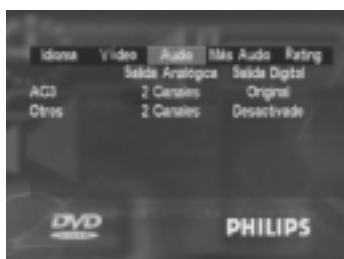 Idioma Vídeo Audio Más Audio Rating
Salida Analógica Salida Digital
AC3 2 Canales Original
Otros 2 Canales Desactivado
DVD VIDEO PHILIPS